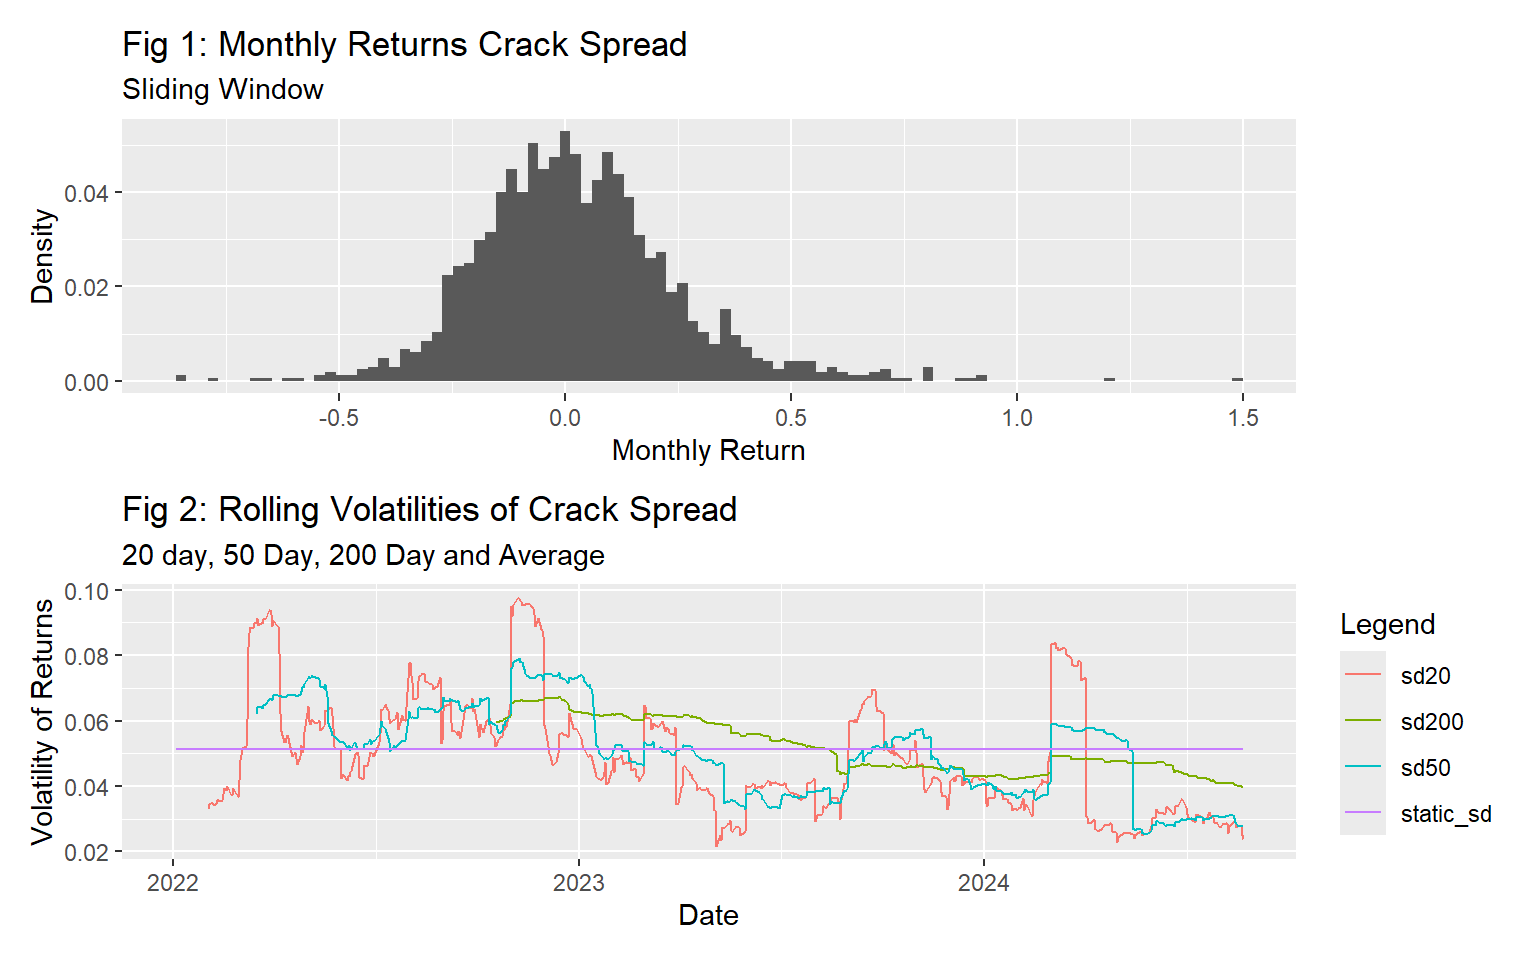 Fig 1: Monthly Returns Crack Spread
Sliding Window
Density
0.04
0.02
0.00
-0.5 0.0 0.5 1.0 1.5
Monthly Return
Fig 2: Rolling Volatilities of Crack Spread
20 day, 50 Day, 200 Day and Average
Volatility of Returns
0.10
0.08
0.06
0.04
0.02
2022 2023 2024
Date
Legend
sd20
sd200
sd50
static_sd